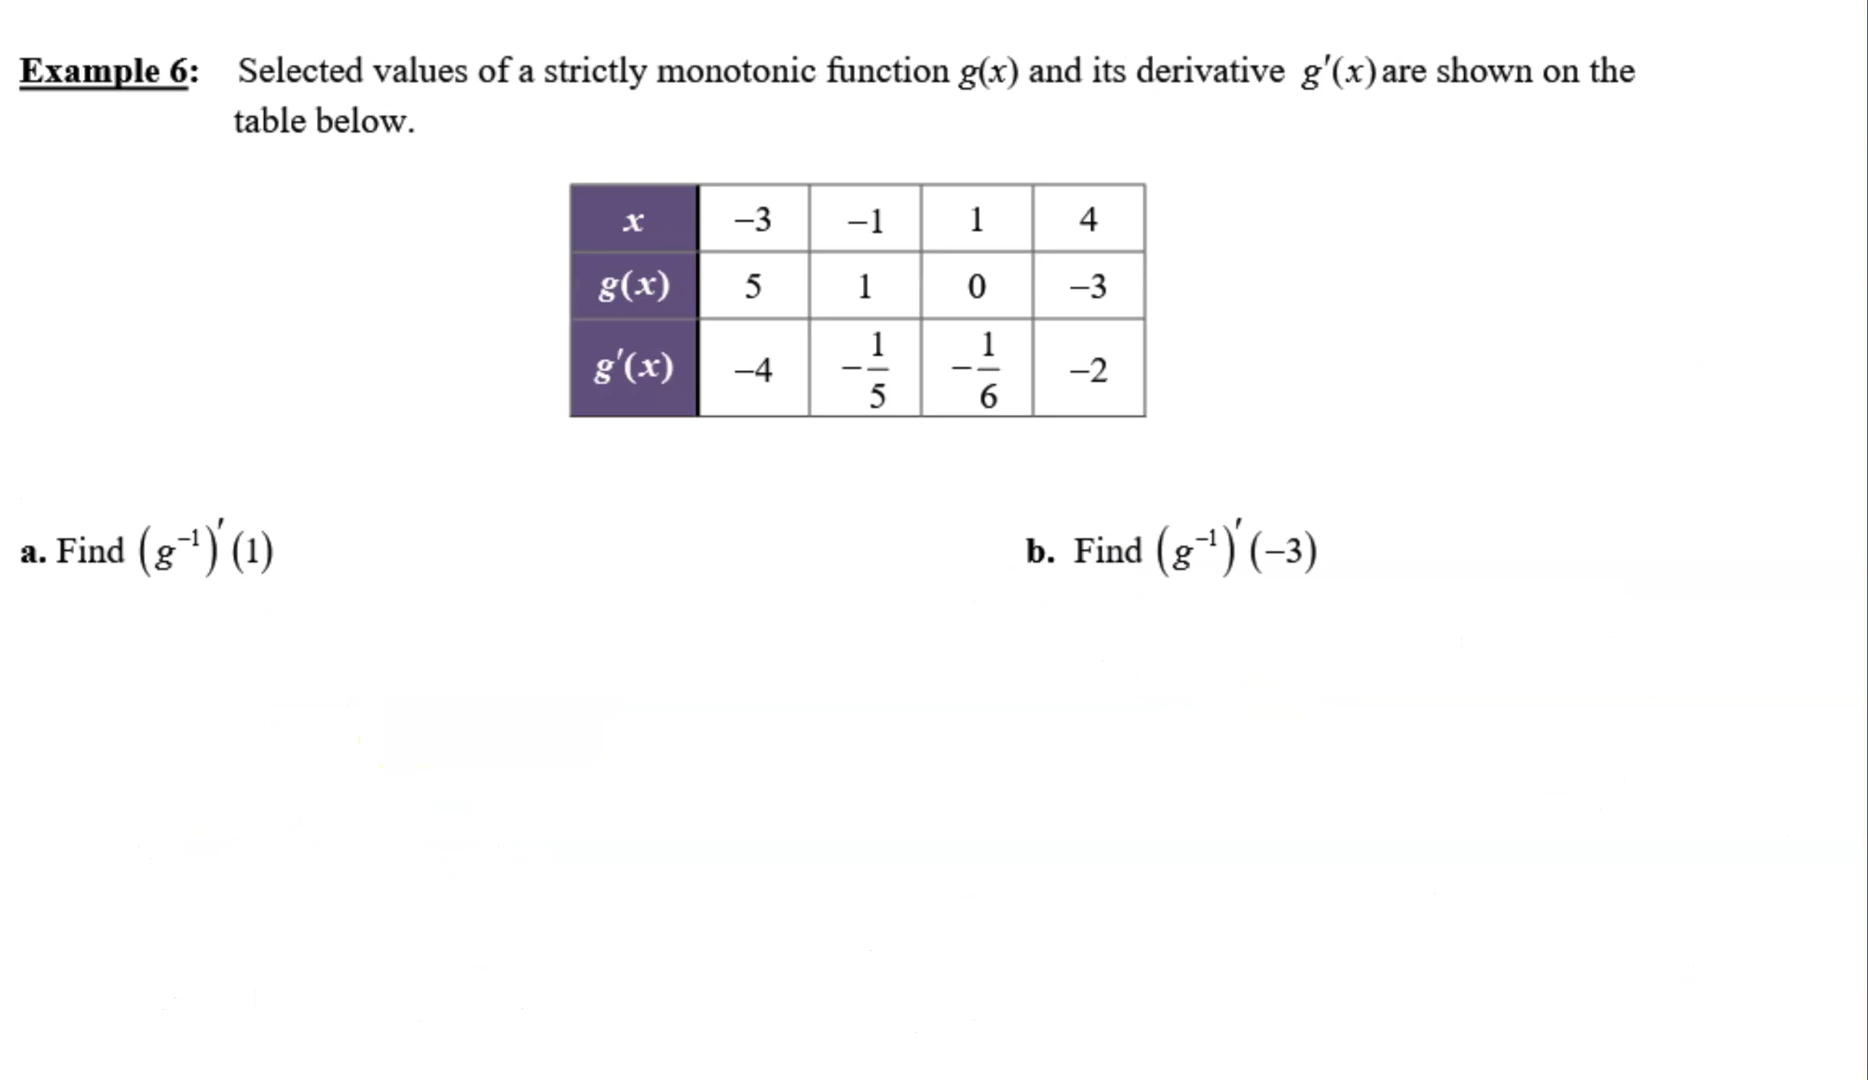 Example 6: Selected values of a strictly monotonic function g(x) and its derivative g′(x) are shown on the
table below.
x −3 −1 1 4
g(x) 5 1 0 −3
g′(x) −4 −1/5 −1/6 −2
a. Find (g⁻¹)′(1) b. Find (g⁻¹)′(−3)